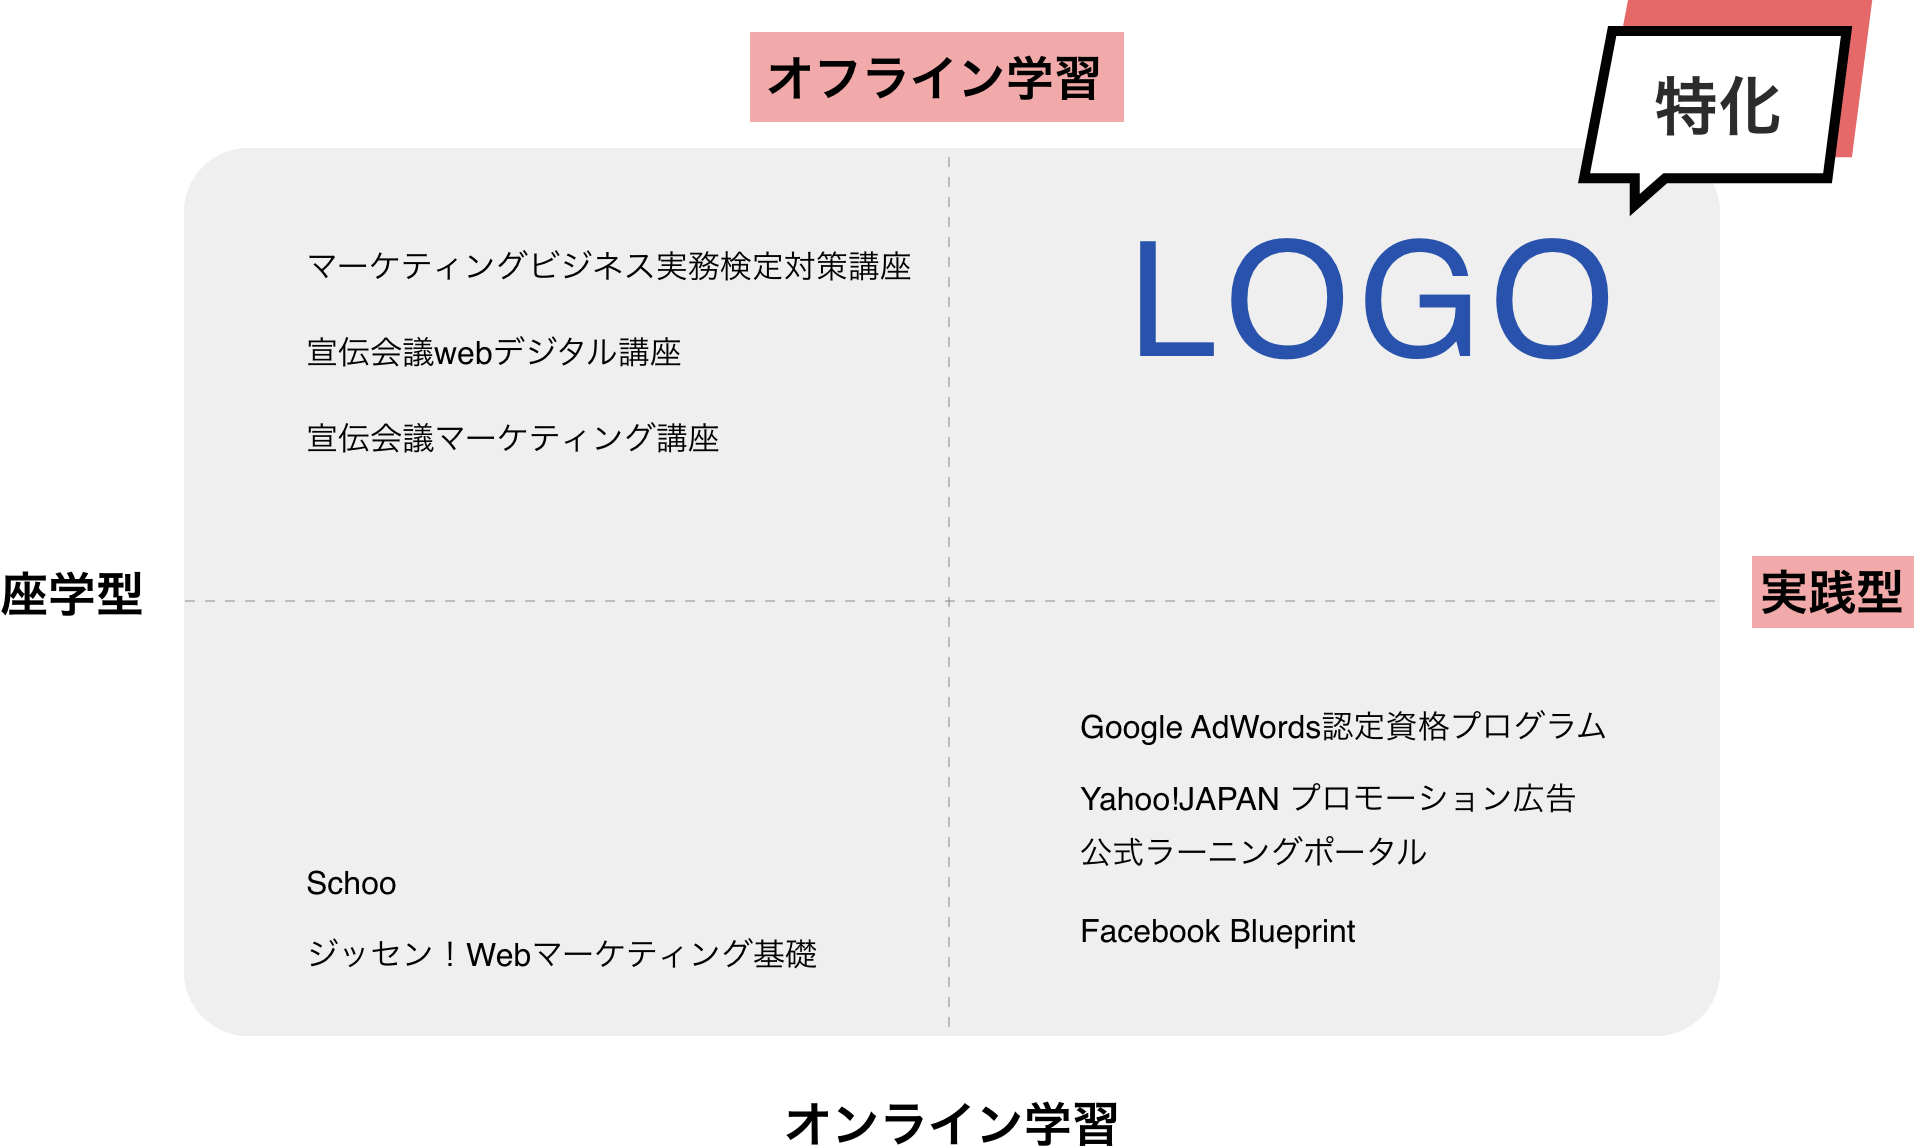 オフライン学習
特化
マーケティングビジネス実務検定対策講座
宣伝会議webデジタル講座
宣伝会議マーケティング講座
LOGO
座学型
実践型
Google AdWords認定資格プログラム
Yahoo!JAPAN プロモーション広告
公式ラーニングポータル
Facebook Blueprint
Schoo
ジッセン！Webマーケティング基礎
オンライン学習